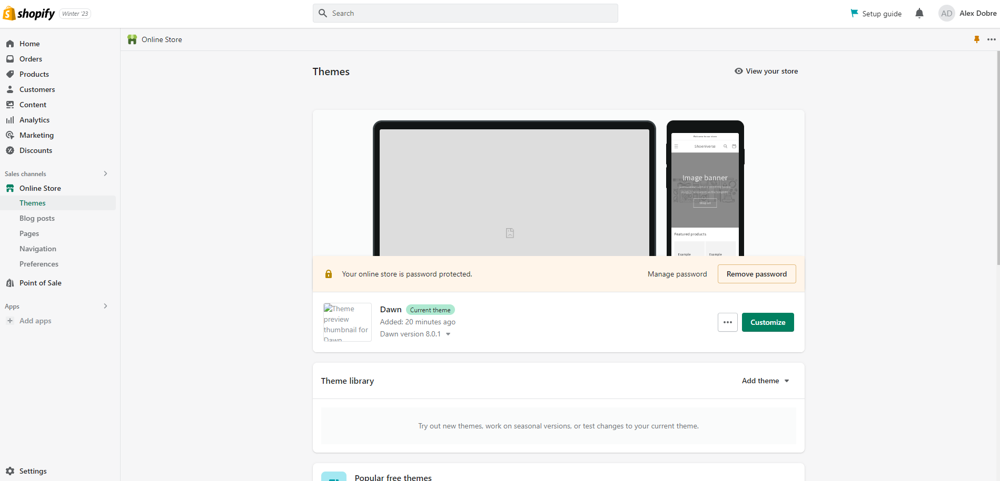 shopify Winter '23
Search
Setup guide
AD Alex Dobre
Home
Orders
Products
Customers
Content
Analytics
Marketing
Discounts
Sales channels
Online Store
Themes
Blog posts
Pages
Navigation
Preferences
Point of Sale
Apps
Add apps
Settings
Online Store
Themes
View your store
Welcome to our store
Shoeniverse
Image banner
Shop all
Featured products
Example Example
Your online store is password protected.
Manage password
Remove password
Theme
preview
thumbnail for
Dawn
Dawn Current theme
Added: 20 minutes ago
Dawn version 8.0.1
Customize
Theme library
Add theme
Try out new themes, work on seasonal versions, or test changes to your current theme.
Popular free themes